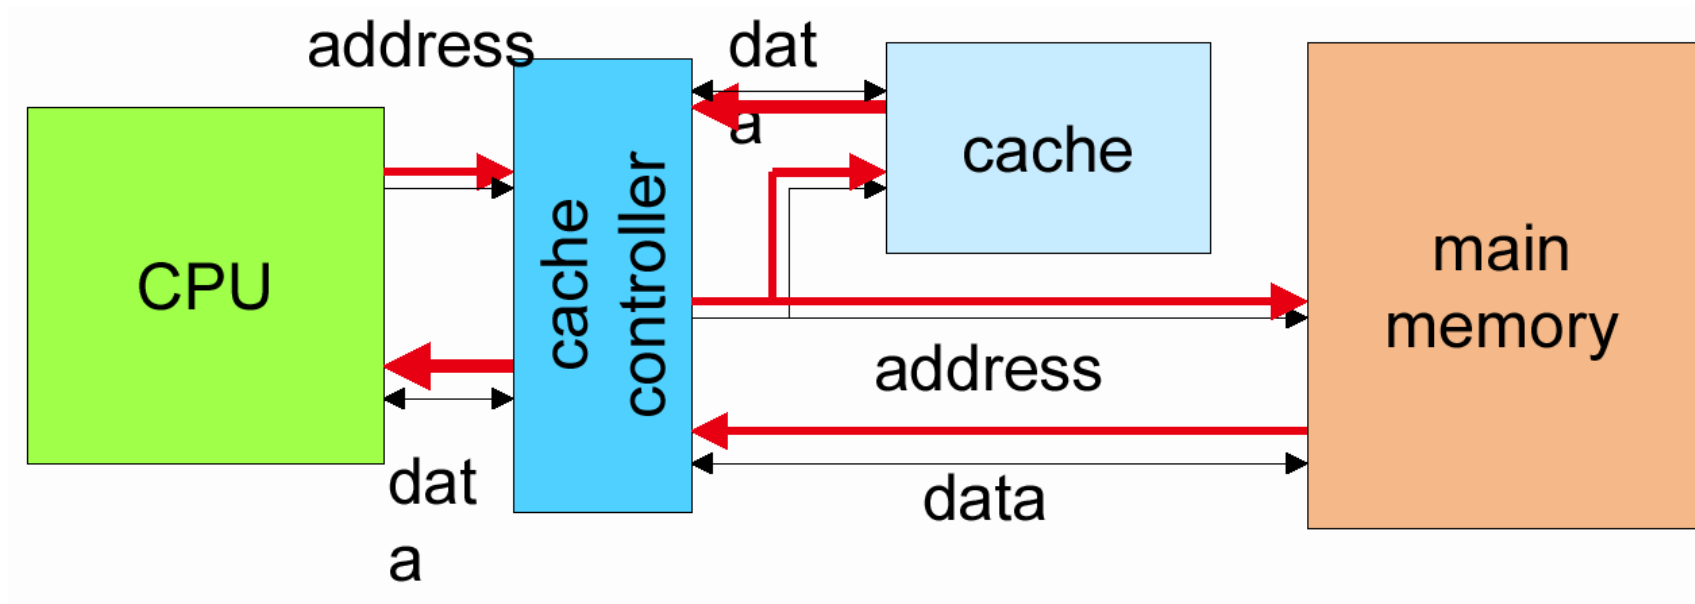 address
dat
a
cache
CPU
cache
controller
main
memory
address
dat
a
data